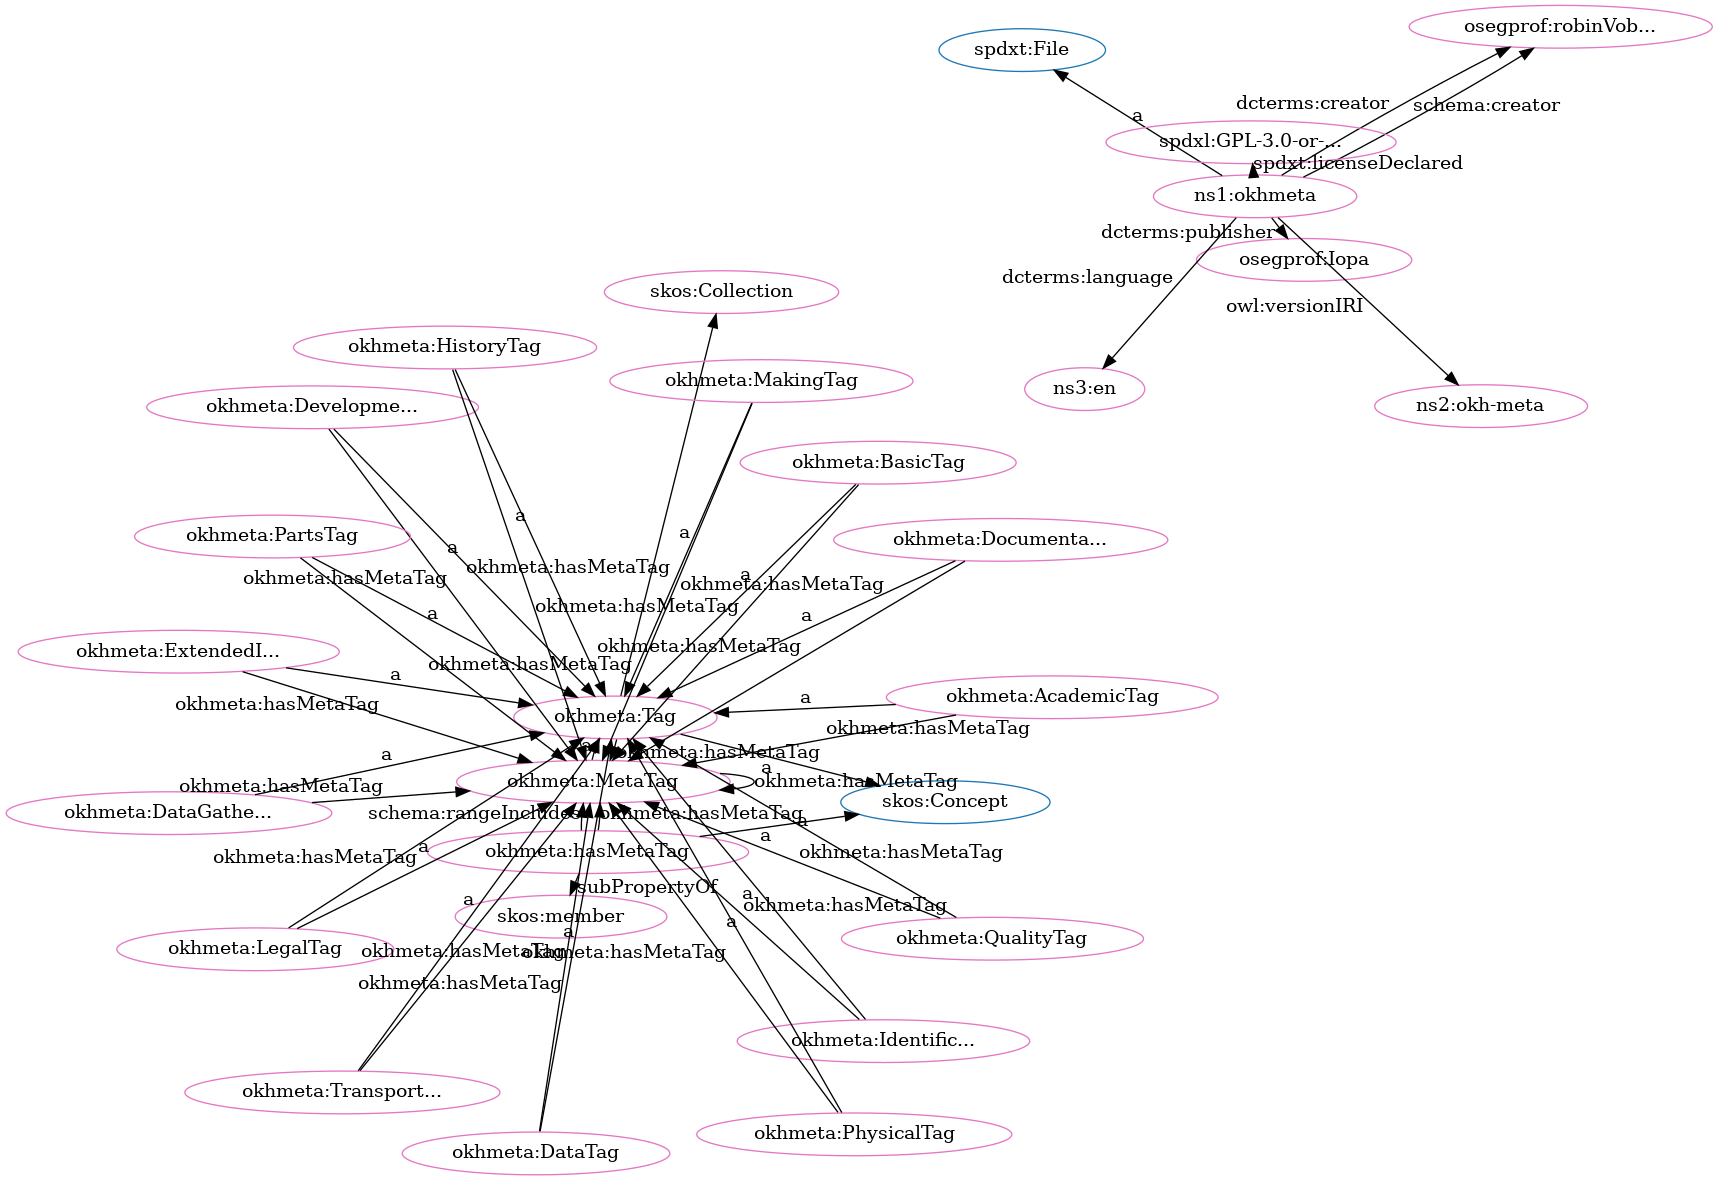 osegprof:robinVob...
spdxt:File
dcterms:creator
schema:creator
a
spdxl:GPL-3.0-or-...
spdxt:licenseDeclared
ns1:okhmeta
dcterms:publisher
osegprof:Iopa
dcterms:language
skos:Collection
owl:versionIRI
okhmeta:HistoryTag
okhmeta:MakingTag
ns3:en
okhmeta:Developme...
ns2:okh-meta
okhmeta:BasicTag
a
okhmeta:PartsTag
a
okhmeta:Documenta...
a
okhmeta:hasMetaTag
okhmeta:hasMetaTag
a
okhmeta:hasMetaTag
okhmeta:hasMetaTag
a
a
okhmeta:ExtendedI...
okhmeta:hasMetaTag
okhmeta:hasMetaTag
a
okhmeta:hasMetaTag
a
okhmeta:AcademicTag
okhmeta:Tag
okhmeta:hasMetaTag
a
a
okhmeta:hasMetaTag
a
okhmeta:MetaTag
okhmeta:hasMetaTag
okhmeta:hasMetaTag
skos:Concept
okhmeta:DataGathe...
schema:rangeIncludes
okhmeta:hasMetaTag
a
a
a
okhmeta:hasMetaTag
okhmeta:hasMetaTag
okhmeta:hasMetaTag
subPropertyOf
a
a
okhmeta:hasMetaTag
skos:member
a
a
okhmeta:QualityTag
okhmeta:LegalTag
okhmeta:hasMetaTag
okhmeta:hasMetaTag
okhmeta:hasMetaTag
okhmeta:Identific...
okhmeta:Transport...
okhmeta:PhysicalTag
okhmeta:DataTag